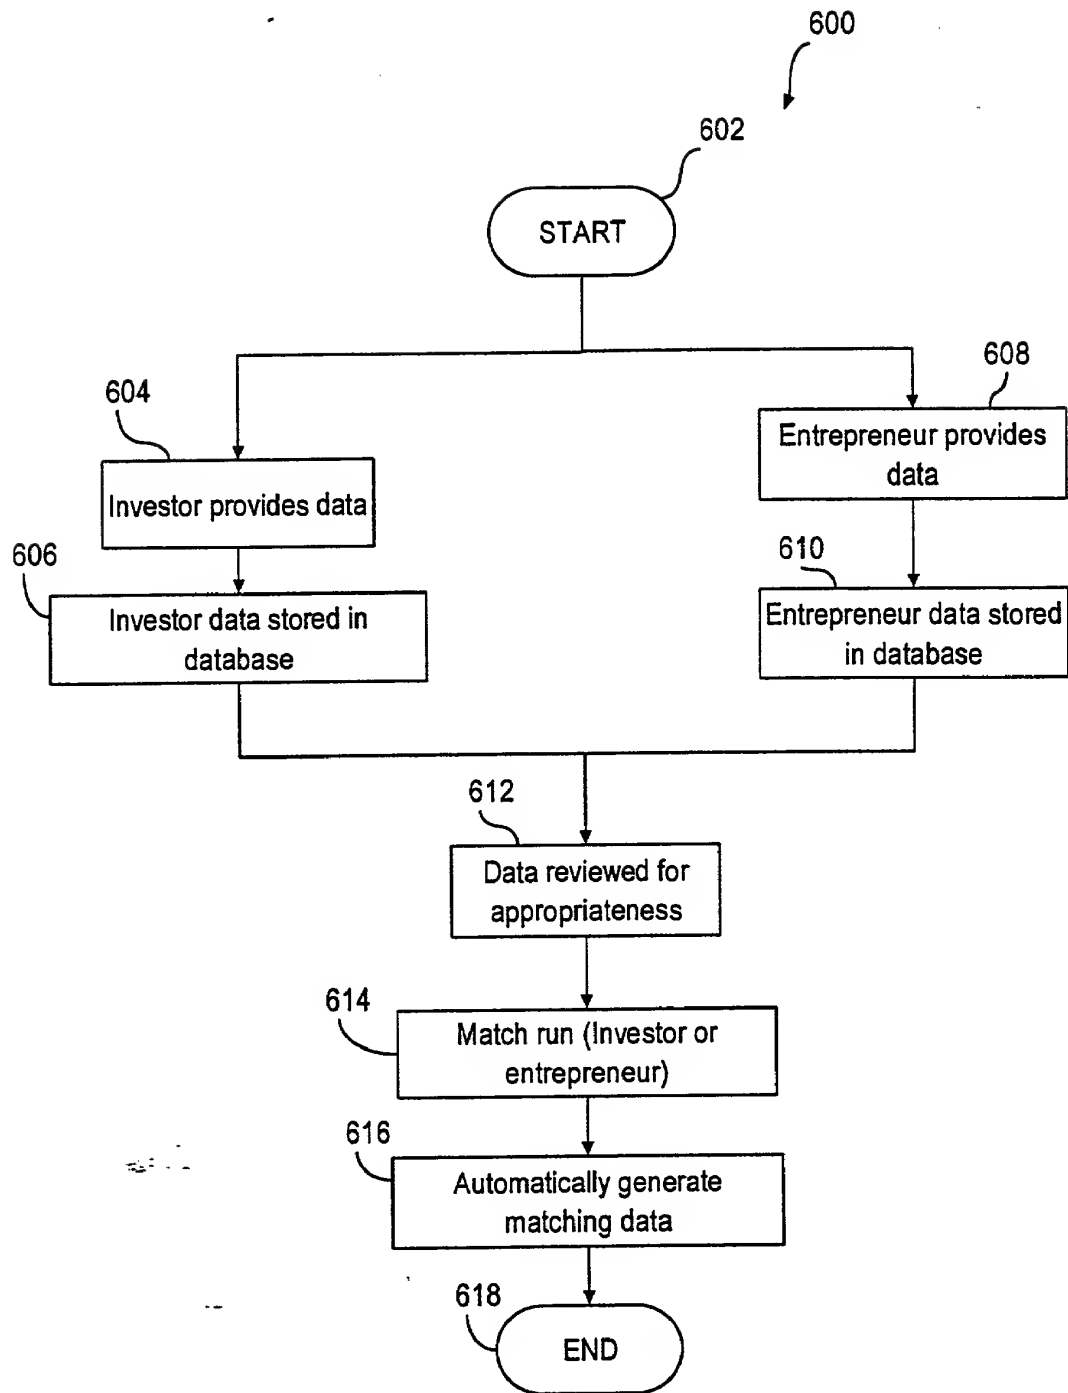 600
602
START
604
608
Investor provides data
Entrepreneur provides
data
606
610
Investor data stored in
database
Entrepreneur data stored
in database
612
Data reviewed for
appropriateness
614
Match run (Investor or
entrepreneur)
616
Automatically generate
matching data
618
END